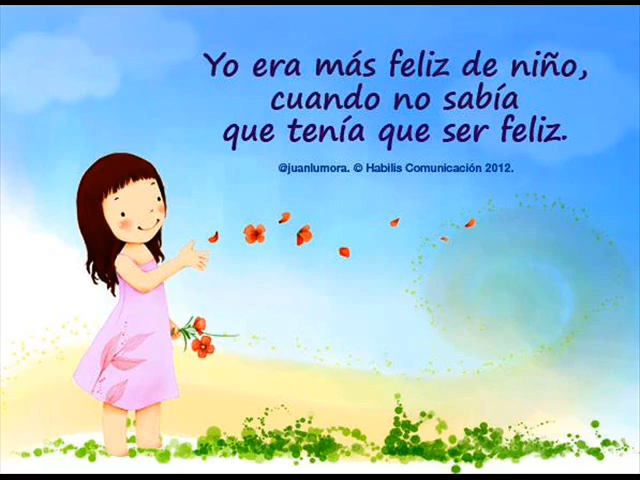 Yo era más feliz de niño,
cuando no sabía
que tenía que ser feliz.
@juanlumora. © Habilis Comunicación 2012.